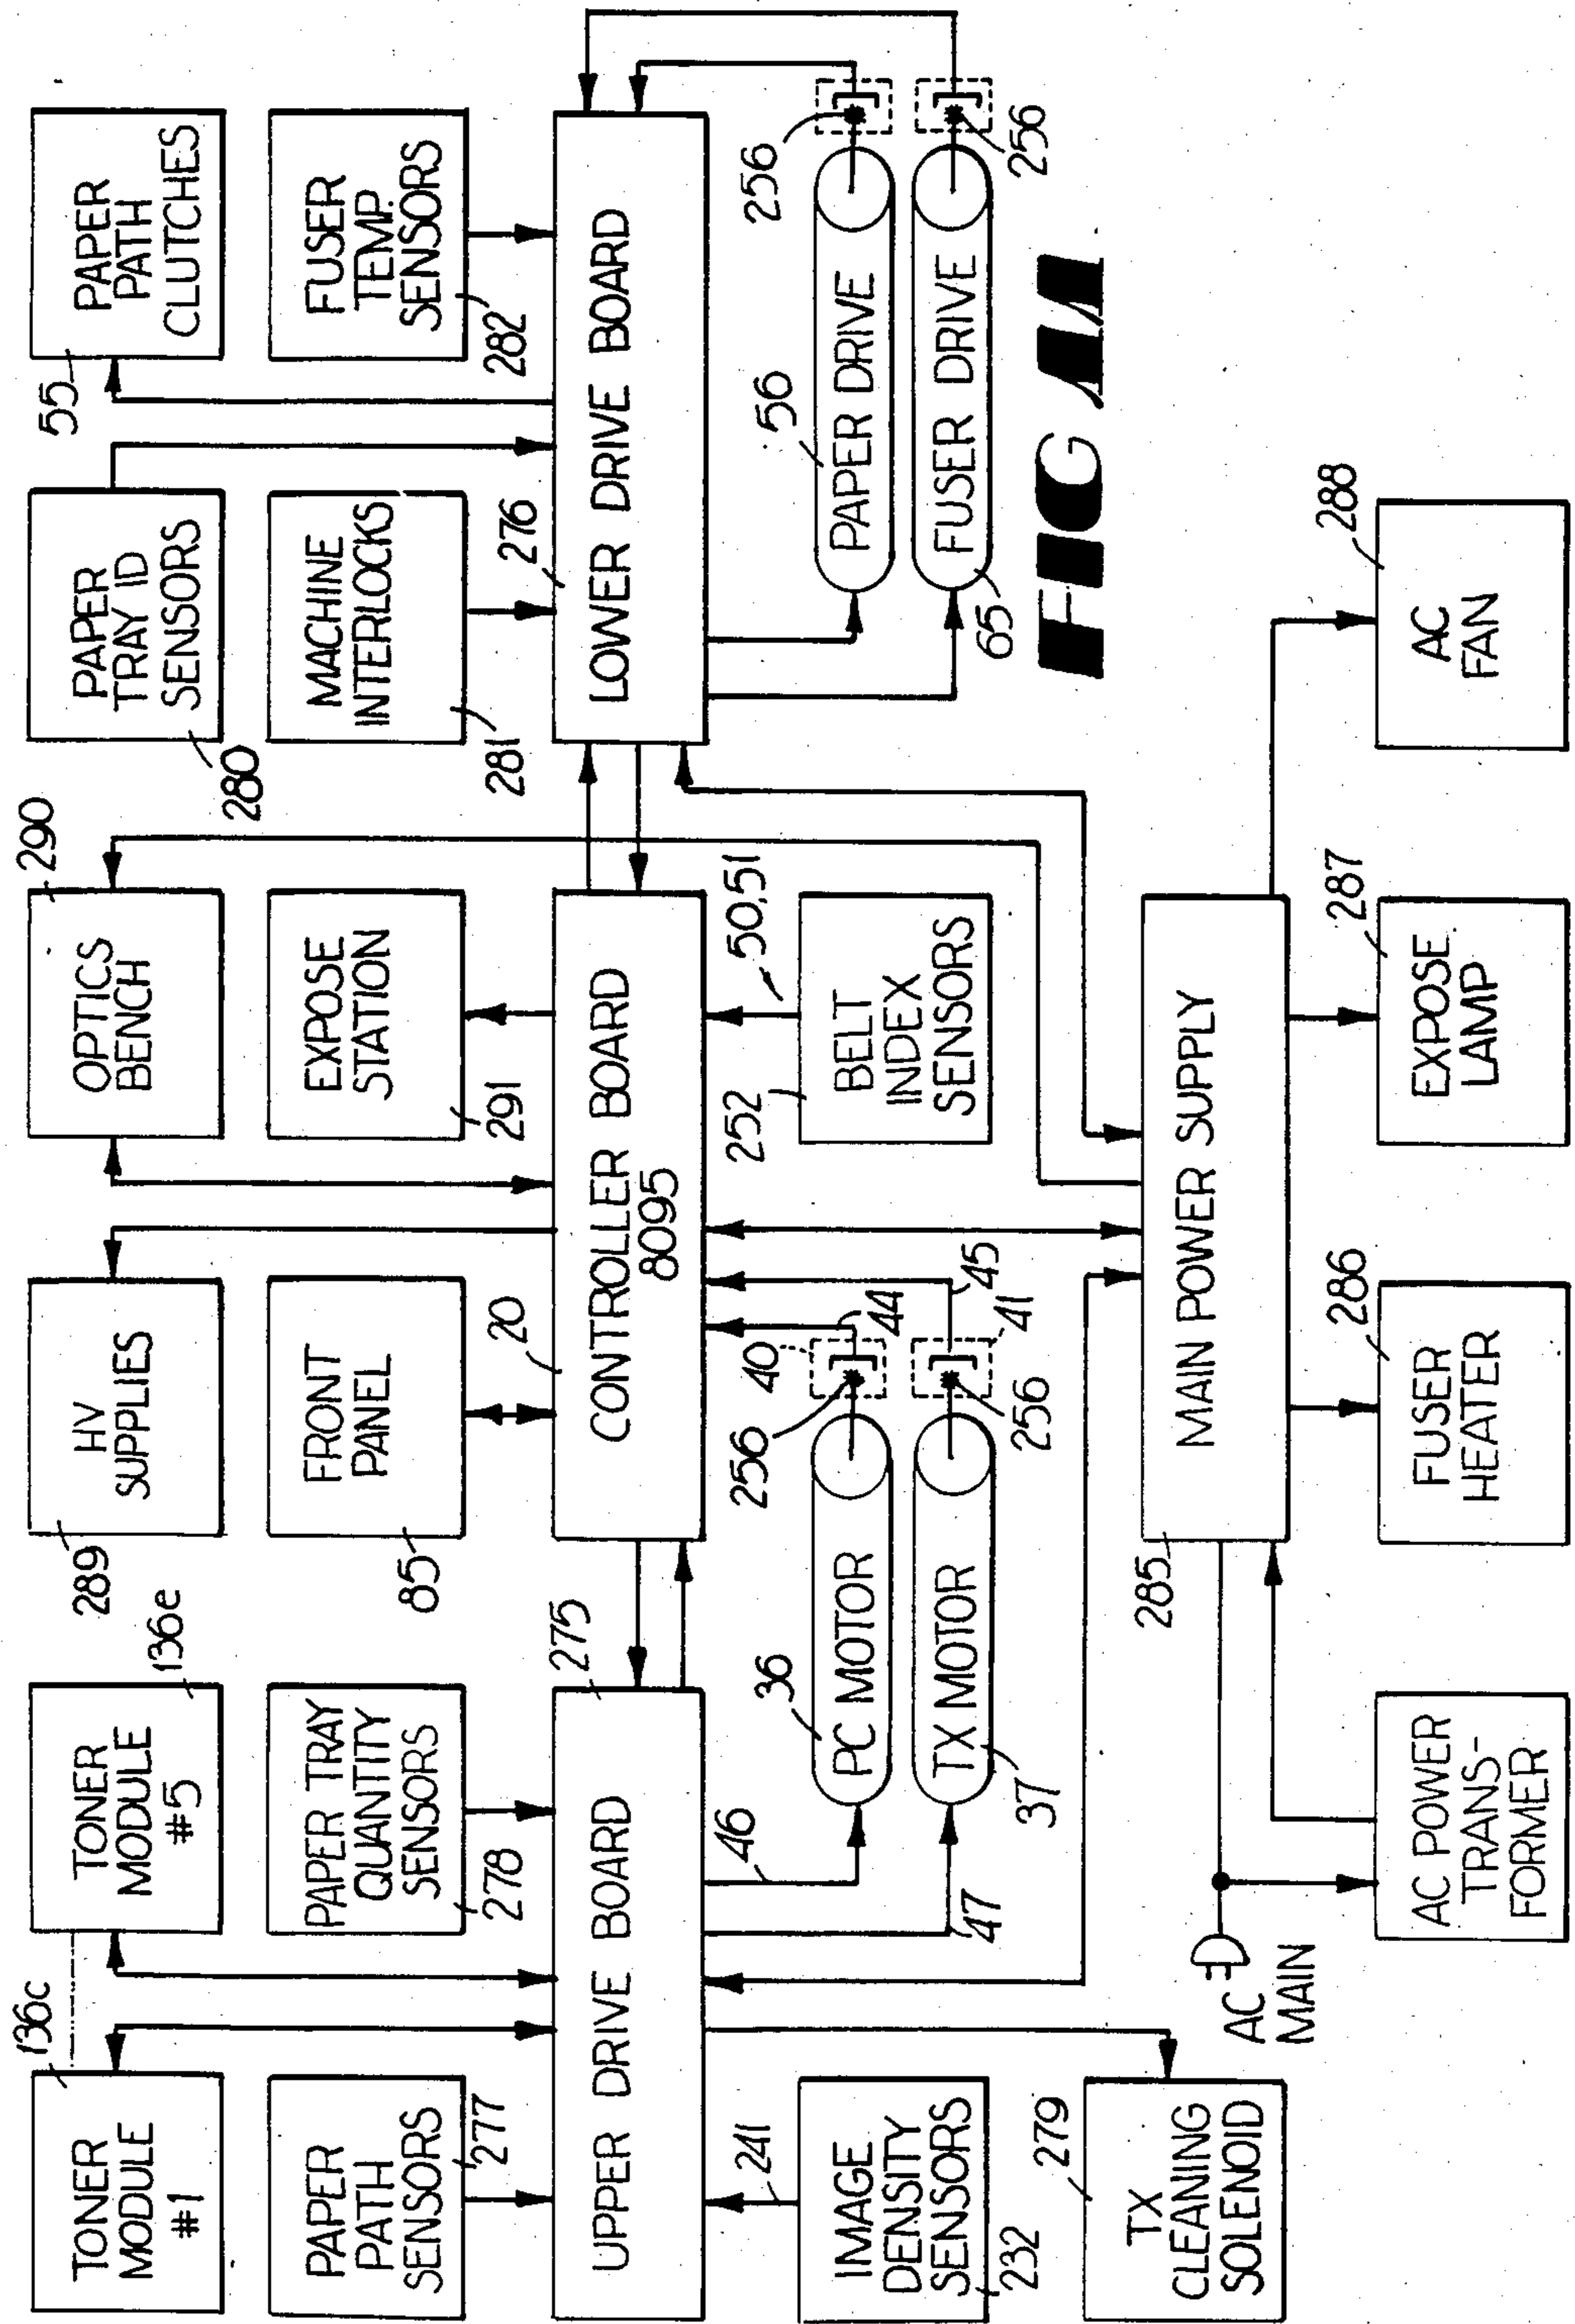 136c
TONER
MODULE
#1
TONER
MODULE
#5
136e
HV
SUPPLIES
289
OPTICS
BENCH
290
PAPER
TRAY ID
SENSORS
280
PAPER
PATH
CLUTCHES
55
PAPER
PATH
SENSORS
277
PAPER TRAY
QUANTITY
SENSORS
278
FRONT
PANEL
85
EXPOSE
STATION
291
MACHINE
INTERLOCKS
281
FUSER
TEMP.
SENSORS
282
UPPER DRIVE BOARD
275
CONTROLLER BOARD
8095
20
LOWER DRIVE BOARD
276
241
IMAGE
DENSITY
SENSORS
232
46
47
36
PC MOTOR
TX MOTOR
37
256
40
44
256
41
45
50,51
252
BELT
INDEX
SENSORS
56
PAPER DRIVE
256
FUSER DRIVE
65
256
279
TX
CLEANING
SOLENOID
AC
MAIN
285
MAIN POWER SUPPLY
AC POWER
TRANS-
FORMER
286
FUSER
HEATER
287
EXPOSE
LAMP
288
AC
FAN